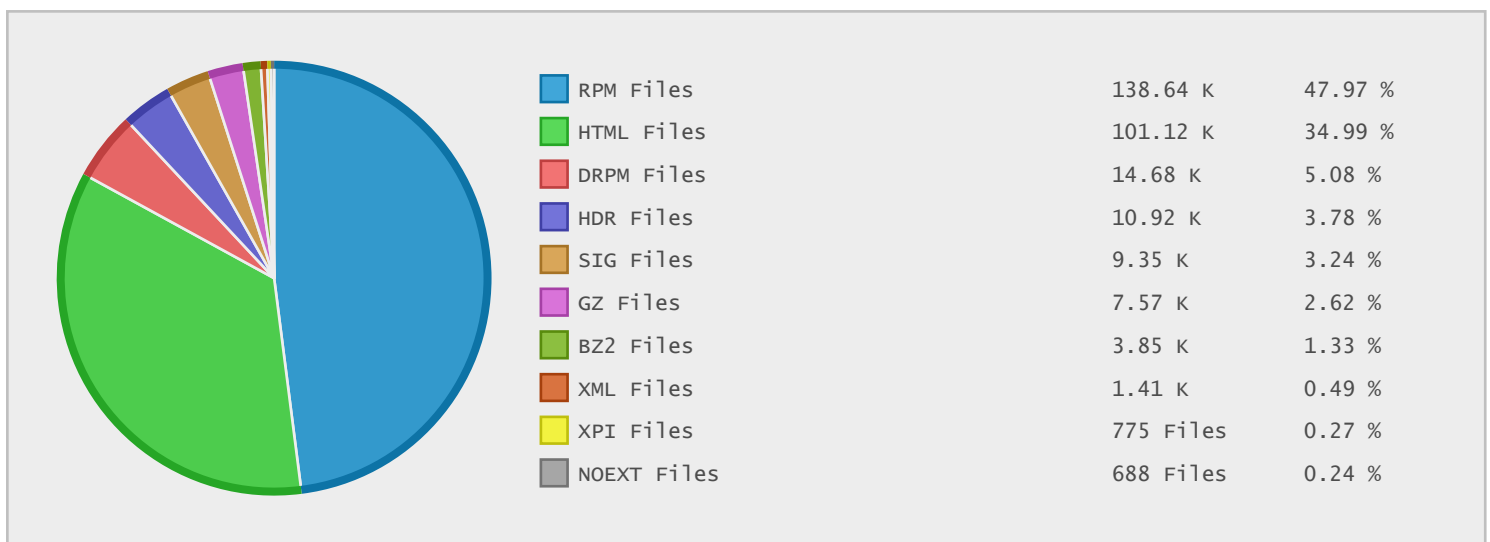 RPM Files 138.64 K 47.97 %
HTML Files 101.12 K 34.99 %
DRPM Files 14.68 K 5.08 %
HDR Files 10.92 K 3.78 %
SIG Files 9.35 K 3.24 %
GZ Files 7.57 K 2.62 %
BZ2 Files 3.85 K 1.33 %
XML Files 1.41 K 0.49 %
XPI Files 775 Files 0.27 %
NOEXT Files 688 Files 0.24 %